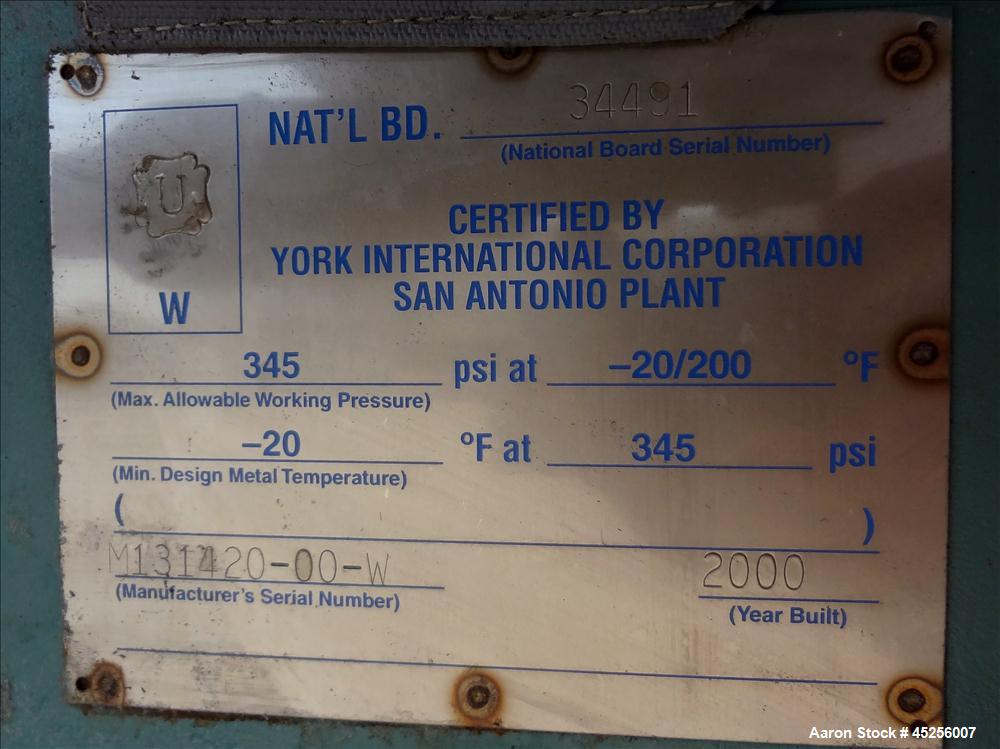 NAT'L BD. 34491
(National Board Serial Number)
U
W
CERTIFIED BY
YORK INTERNATIONAL CORPORATION
SAN ANTONIO PLANT
345 psi at –20/200 °F
(Max. Allowable Working Pressure)
–20 °F at 345 psi
(Min. Design Metal Temperature)
( )
M131420-00-W 2000
(Manufacturer's Serial Number) (Year Built)
Aaron Stock # 45256007